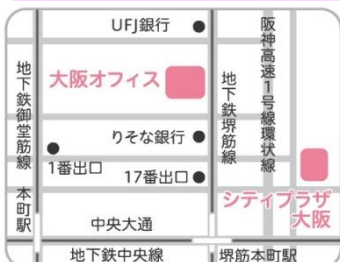 UFJ銀行
大阪オフィス
地下鉄御堂筋線
本町駅
地下鉄堺筋線
阪神高速1号線環状線
りそな銀行
1番出口
17番出口
シティプラザ
大阪
中央大通
地下鉄中央線
堺筋本町駅